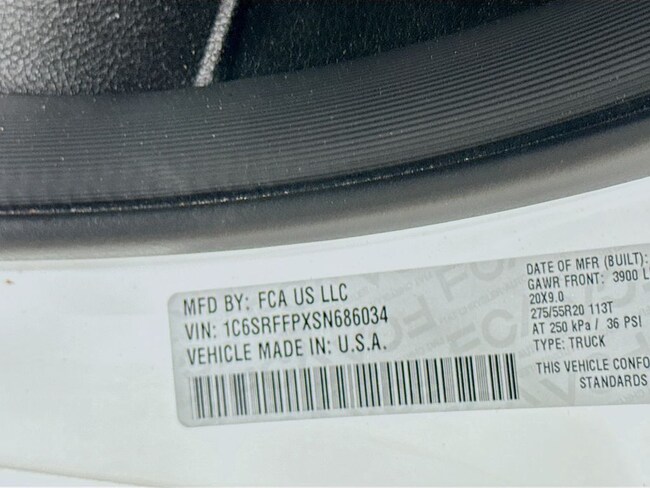 MFD BY: FCA US LLC
VIN: 1C6SRFFPXSN686034
VEHICLE MADE IN: U.S.A.
DATE OF MFR (BUILT):
GAWR FRONT: 3900 L
20X9.0
275/55R20 113T
AT 250 kPa / 36 PSI
TYPE: TRUCK
THIS VEHICLE CONFO
STANDARDS